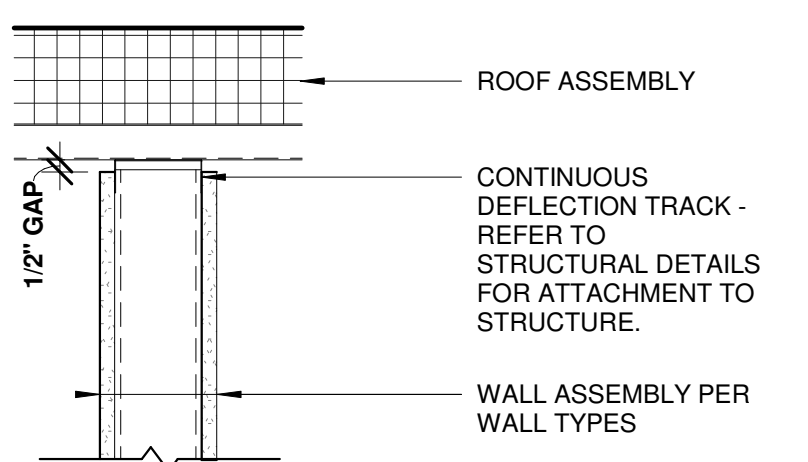 ROOF ASSEMBLY
1/2" GAP
CONTINUOUS
DEFLECTION TRACK -
REFER TO
STRUCTURAL DETAILS
FOR ATTACHMENT TO
STRUCTURE.
WALL ASSEMBLY PER
WALL TYPES